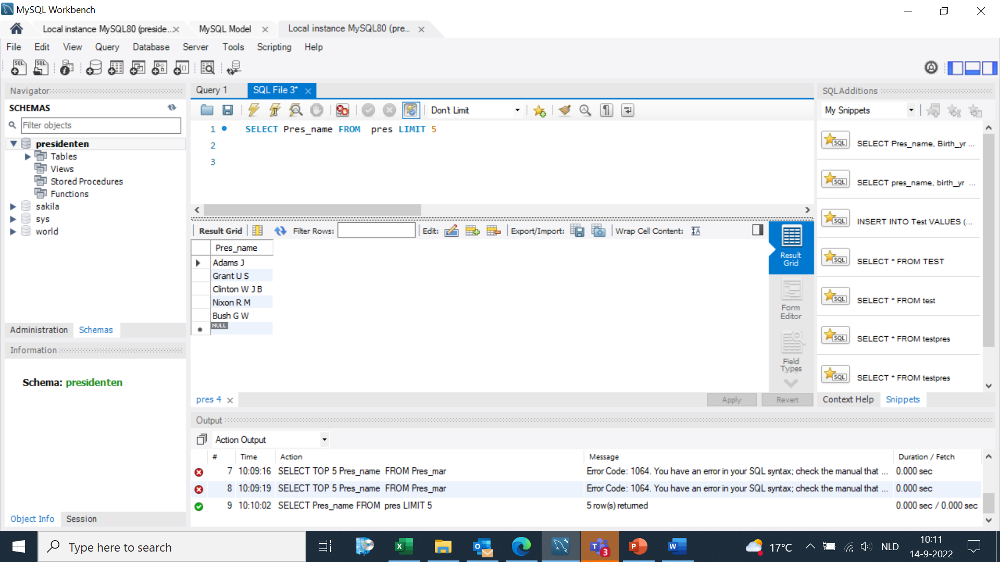 MySQL Workbench
Local instance MySQL80 (preside...
MySQL Model
Local instance MySQL80 (pre...
File Edit View Query Database Server Tools Scripting Help
Navigator
SCHEMAS
Filter objects
presidenten
Tables
Views
Stored Procedures
Functions
sakila
sys
world
Administration Schemas
Information
Schema: presidenten
Object Info Session
Query 1
SQL File 3*
Don't Limit
1 SELECT Pres_name FROM  pres LIMIT 5
2
3
Result Grid Filter Rows: Edit: Export/Import: Wrap Cell Content:
Pres_name
Adams J
Grant U S
Clinton W J B
Nixon R M
Bush G W
NULL
Result
Grid
Form
Editor
Field
Types
pres 4
Apply Revert
SQLAdditions
My Snippets
SQL SELECT Pres_name, Birth_yr ...
SQL SELECT pres_name, birth_yr ...
SQL INSERT INTO Test VALUES (...
SQL SELECT * FROM TEST
SQL SELECT * FROM test
SQL SELECT * FROM testpres
SQL SELECT * FROM testpres
Context Help Snippets
Output
Action Output
# Time Action Message Duration / Fetch
7 10:09:16 SELECT TOP 5 Pres_name  FROM Pres_mar Error Code: 1064. You have an error in your SQL syntax; check the manual that ... 0.000 sec
8 10:09:19 SELECT TOP 5 Pres_name  FROM Pres_mar Error Code: 1064. You have an error in your SQL syntax; check the manual that ... 0.000 sec
9 10:10:02 SELECT Pres_name FROM  pres LIMIT 5 5 row(s) returned 0.000 sec / 0.000 sec
Type here to search
17°C
NLD
10:11
14-9-2022